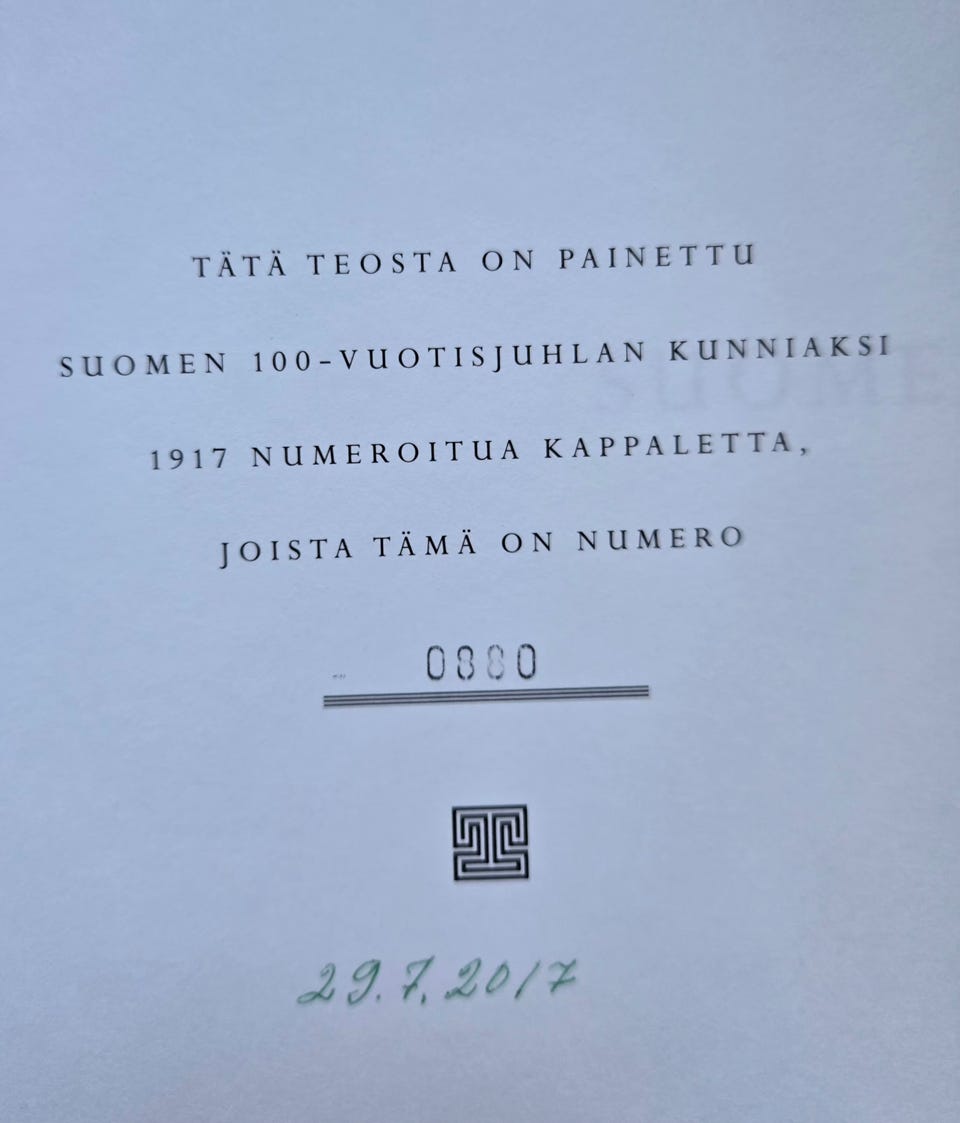 TÄTÄ TEOSTA ON PAINETTU
SUOMEN 100-VUOTISJUHLAN KUNNIAKSI
1917 NUMEROITUA KAPPALETTA,
JOISTA TÄMÄ ON NUMERO
0880
29.7.2017